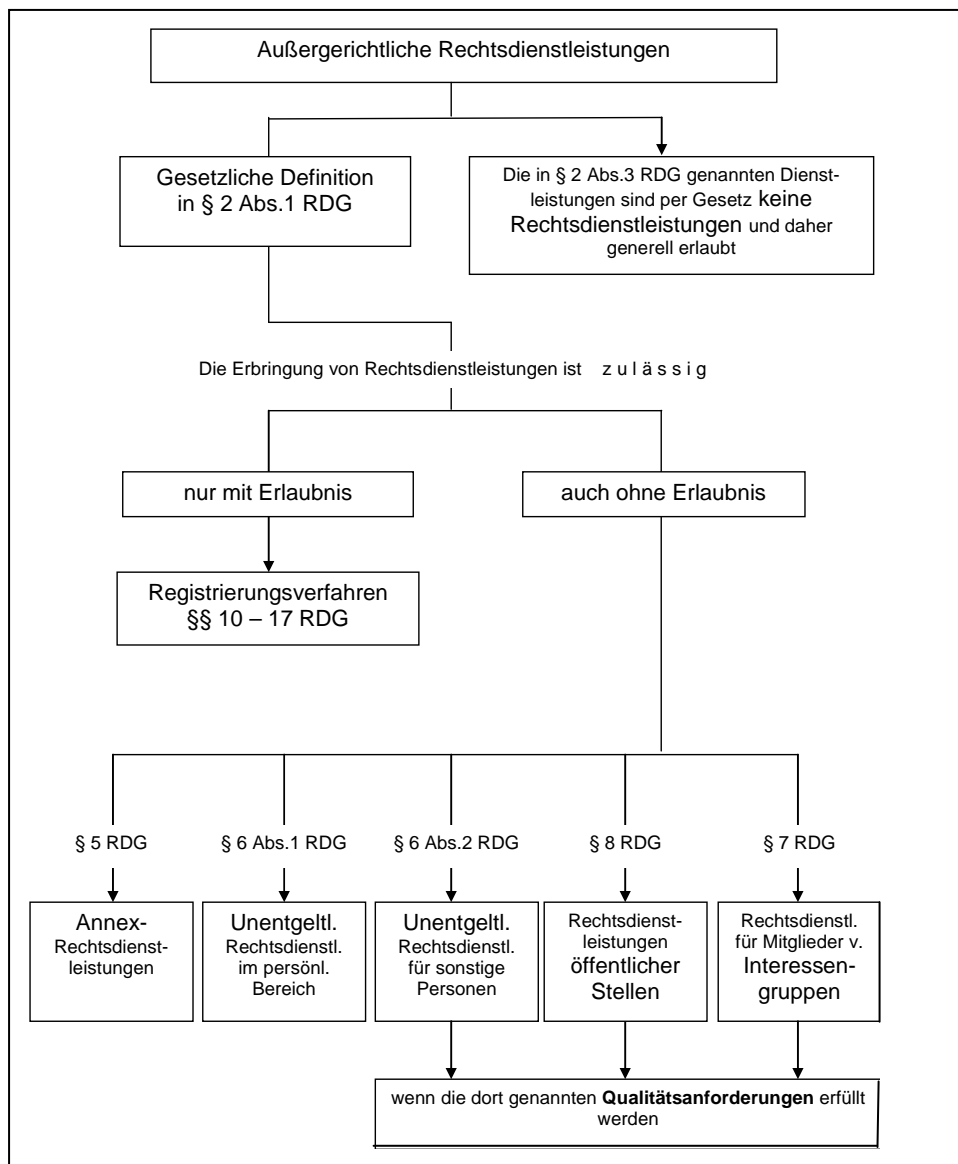 Außergerichtliche Rechtsdienstleistungen
Gesetzliche Definition
in § 2 Abs.1 RDG
Die in § 2 Abs.3 RDG genannten Dienst-
leistungen sind per Gesetz keine
Rechtsdienstleistungen und daher
generell erlaubt
Die Erbringung von Rechtsdienstleistungen ist z u l ä s s i g
nur mit Erlaubnis
auch ohne Erlaubnis
Registrierungsverfahren
§§ 10 – 17 RDG
§ 5 RDG
§ 6 Abs.1 RDG
§ 6 Abs.2 RDG
§ 8 RDG
§ 7 RDG
Annex-
Rechtsdienst-
leistungen
Unentgeltl.
Rechtsdienstl.
im persönl.
Bereich
Unentgeltl.
Rechtsdienstl.
für sonstige
Personen
Rechtsdienst-
leistungen
öffentlicher
Stellen
Rechtsdienstl.
für Mitglieder v.
Interessen-
gruppen
wenn die dort genannten Qualitätsanforderungen erfüllt
werden